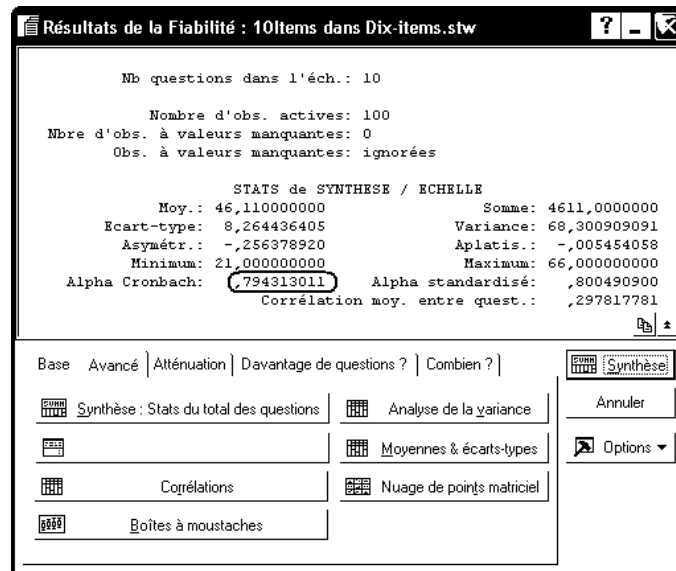 Résultats de la Fiabilité : 10Items dans Dix-items.stw
Nb questions dans l'éch.: 10
Nombre d'obs. actives: 100
Nbre d'obs. à valeurs manquantes: 0
Obs. à valeurs manquantes: ignorées
STATS de SYNTHESE / ECHELLE
Moy.: 46,110000000 Somme: 4611,0000000
Ecart-type: 8,264436405 Variance: 68,300909091
Asymétr.: -,256378920 Aplatis.: -,005454058
Minimum: 21,000000000 Maximum: 66,000000000
Alpha Cronbach: ,794313011 Alpha standardisé: ,800490900
Corrélation moy. entre quest.: ,297817781
Base Avancé Atténuation Davantage de questions ? Combien ? Synthèse
Synthèse : Stats du total des questions Analyse de la variance Annuler
Moyennes & écarts-types Options
Corrélations Nuage de points matriciel
Boîtes à moustaches